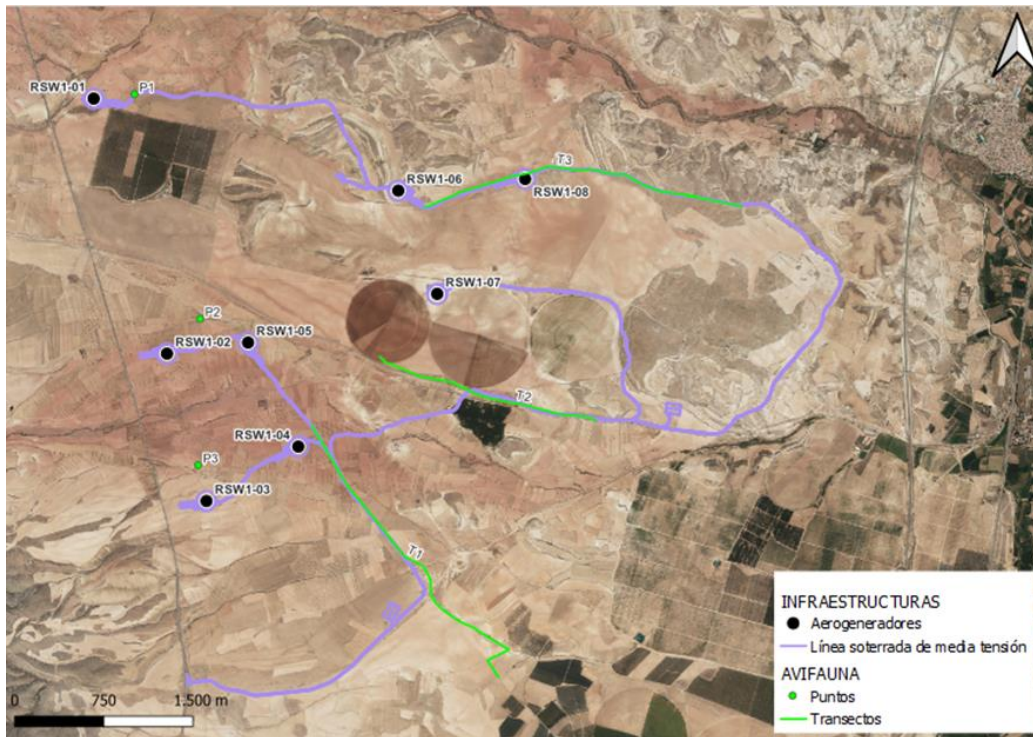 RSW1-01
P1
T3
RSW1-06
RSW1-08
RSW1-07
P2
RSW1-05
RSW1-02
T2
RSW1-04
P3
RSW1-03
T1
INFRAESTRUCTURAS
Aerogeneradores
Línea soterrada de media tensión
AVIFAUNA
Puntos
Transectos
0 750 1.500 m